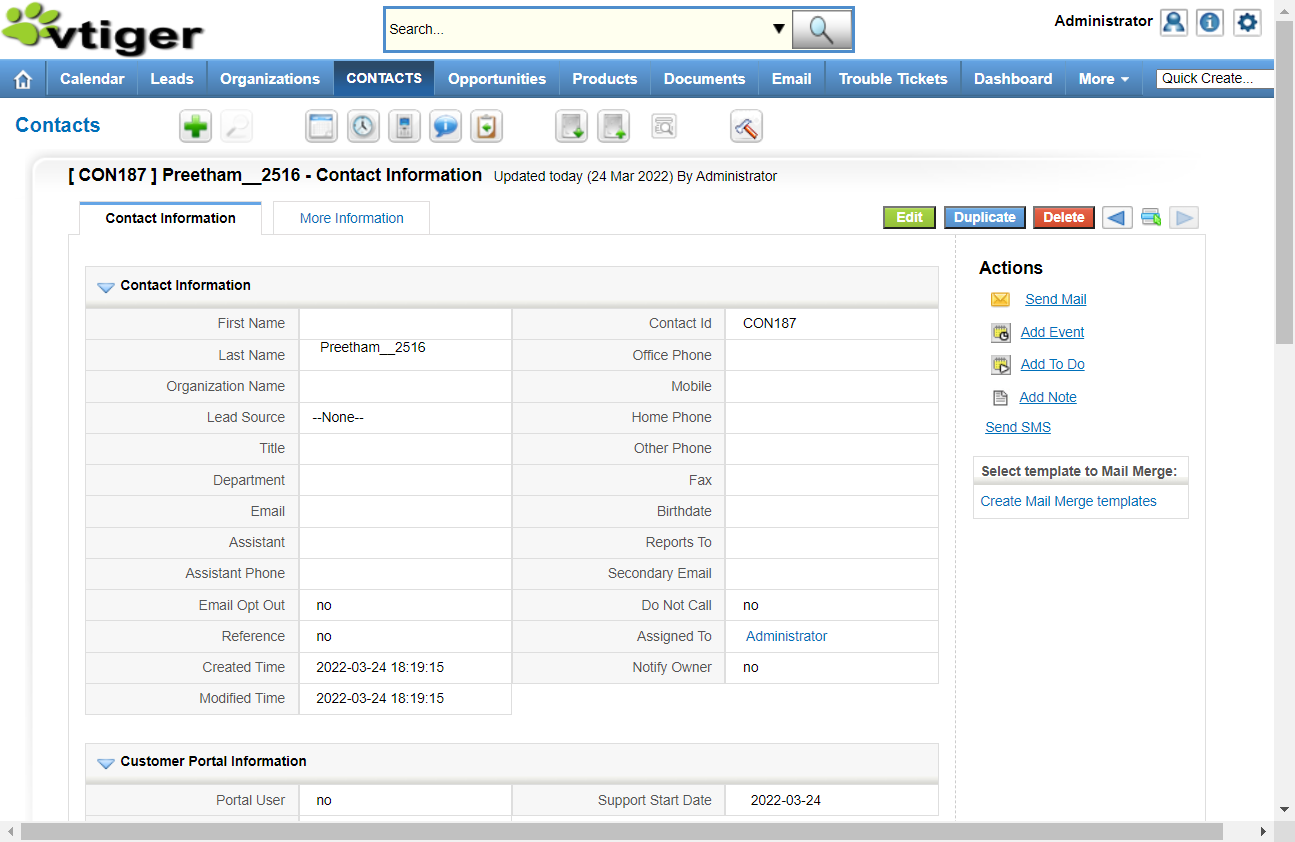 vtiger
Search...
Administrator
Calendar Leads Organizations CONTACTS Opportunities Products Documents Email Trouble Tickets Dashboard More Quick Create...
Contacts
[ CON187 ] Preetham__2516 - Contact Information Updated today (24 Mar 2022) By Administrator
Contact Information More Information Edit Duplicate Delete
Contact Information
First Name Contact Id CON187
Last Name Preetham__2516 Office Phone
Organization Name Mobile
Lead Source --None-- Home Phone
Title Other Phone
Department Fax
Email Birthdate
Assistant Reports To
Assistant Phone Secondary Email
Email Opt Out no Do Not Call no
Reference no Assigned To Administrator
Created Time 2022-03-24 18:19:15 Notify Owner no
Modified Time 2022-03-24 18:19:15
Customer Portal Information
Portal User no Support Start Date 2022-03-24
Actions
Send Mail
Add Event
Add To Do
Add Note
Send SMS
Select template to Mail Merge:
Create Mail Merge templates